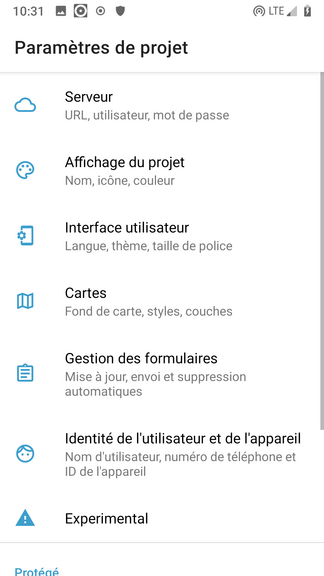 10:31 LTE
Paramètres de projet
Serveur
URL, utilisateur, mot de passe
Affichage du projet
Nom, icône, couleur
Interface utilisateur
Langue, thème, taille de police
Cartes
Fond de carte, styles, couches
Gestion des formulaires
Mise à jour, envoi et suppression
automatiques
Identité de l'utilisateur et de l'appareil
Nom d'utilisateur, numéro de téléphone et
ID de l'appareil
Experimental
Protégé